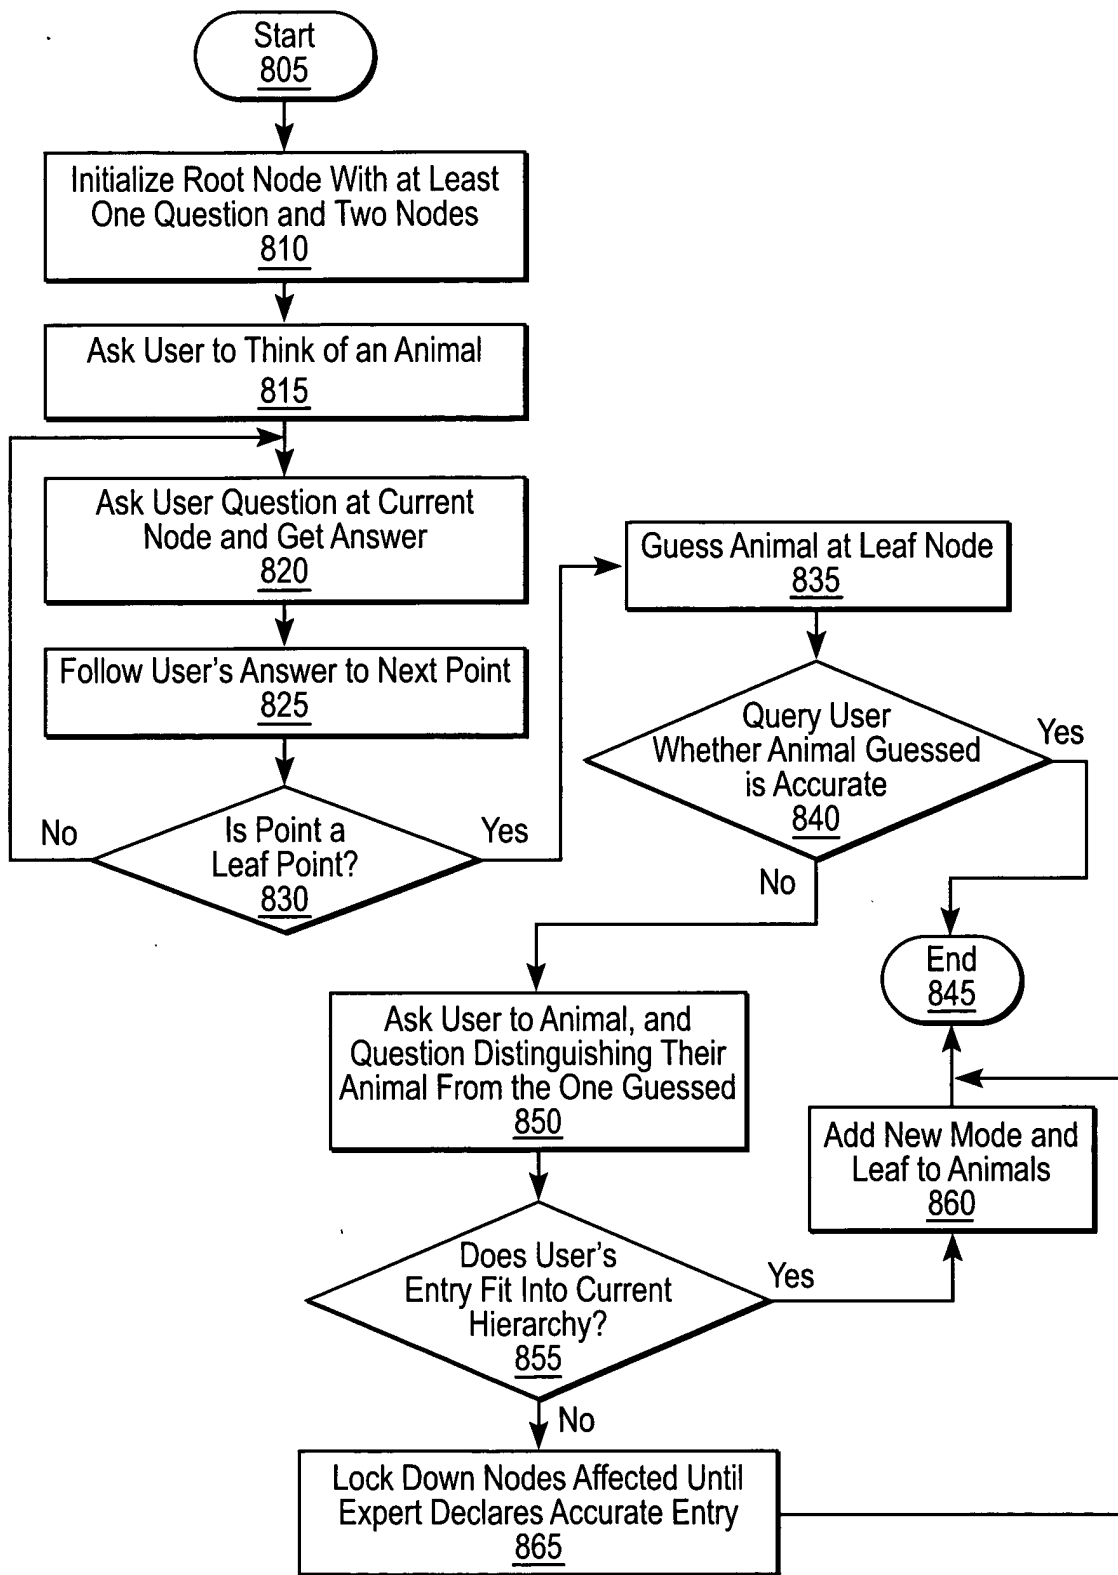 Start
805
Initialize Root Node With at Least
One Question and Two Nodes
810
Ask User to Think of an Animal
815
Ask User Question at Current
Node and Get Answer
820
Follow User's Answer to Next Point
825
No
Is Point a
Leaf Point?
830
Yes
Guess Animal at Leaf Node
835
Query User
Whether Animal Guessed
is Accurate
840
Yes
No
End
845
Ask User to Animal, and
Question Distinguishing Their
Animal From the One Guessed
850
Add New Mode and
Leaf to Animals
860
Does User's
Entry Fit Into Current
Hierarchy?
855
Yes
No
Lock Down Nodes Affected Until
Expert Declares Accurate Entry
865